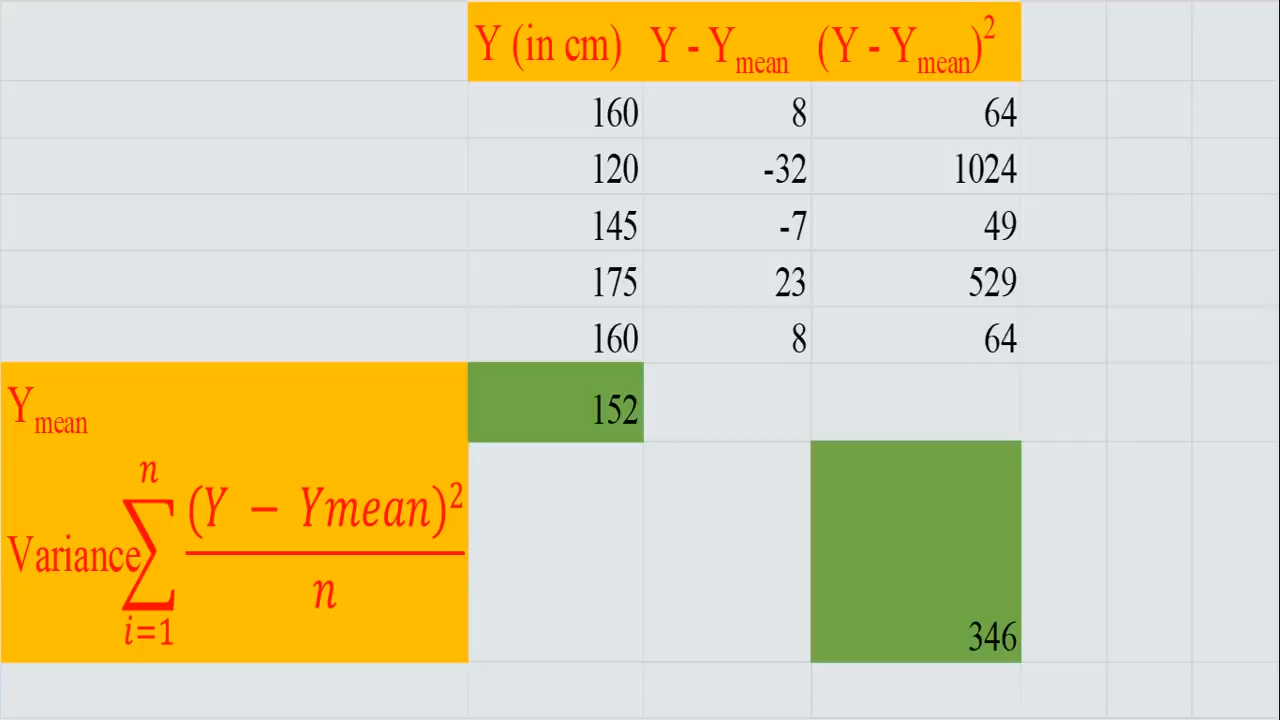 Y (in cm) Y - Ymean (Y - Ymean)²
160 8 64
120 -32 1024
145 -7 49
175 23 529
160 8 64
Ymean 152
Variance ∑ i=1 n (Y − Ymean)² / n 346